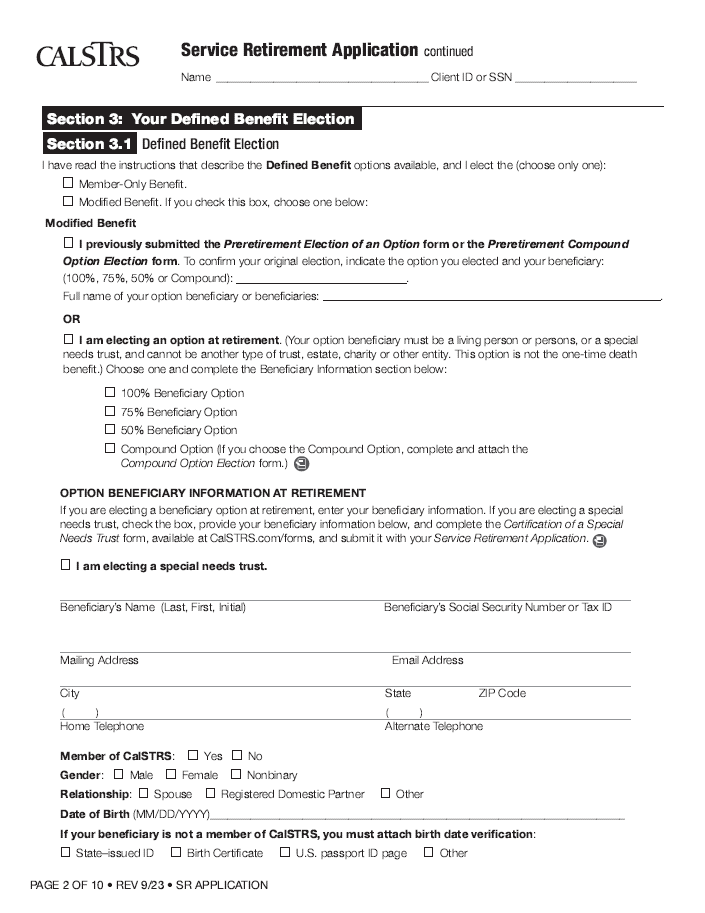 CALSTRS
Service Retirement Application continued
Name ______________________ Client ID or SSN ______________
Section 3: Your Defined Benefit Election
Section 3.1 Defined Benefit Election
I have read the instructions that describe the Defined Benefit options available, and I elect the (choose only one):
☐ Member-Only Benefit.
☐ Modified Benefit. If you check this box, choose one below:
Modified Benefit
☐ I previously submitted the Preretirement Election of an Option form or the Preretirement Compound
Option Election form. To confirm your original election, indicate the option you elected and your beneficiary:
(100%, 75%, 50% or Compound): ______________________.
Full name of your option beneficiary or beneficiaries: ______________________.
OR
☐ I am electing an option at retirement. (Your option beneficiary must be a living person or persons, or a special
needs trust, and cannot be another type of trust, estate, charity or other entity. This option is not the one-time death
benefit.) Choose one and complete the Beneficiary Information section below:
☐ 100% Beneficiary Option
☐ 75% Beneficiary Option
☐ 50% Beneficiary Option
☐ Compound Option (If you choose the Compound Option, complete and attach the
Compound Option Election form.)
OPTION BENEFICIARY INFORMATION AT RETIREMENT
If you are electing a beneficiary option at retirement, enter your beneficiary information. If you are electing a special
needs trust, check the box, provide your beneficiary information below, and complete the Certification of a Special
Needs Trust form, available at CalSTRS.com/forms, and submit it with your Service Retirement Application.
☐ I am electing a special needs trust.
Beneficiary's Name (Last, First, Initial) Beneficiary's Social Security Number or Tax ID
Mailing Address Email Address
City State ZIP Code
( ) ( )
Home Telephone Alternate Telephone
Member of CalSTRS: ☐ Yes ☐ No
Gender: ☐ Male ☐ Female ☐ Nonbinary
Relationship: ☐ Spouse ☐ Registered Domestic Partner ☐ Other
Date of Birth (MM/DD/YYYY)______________________
If your beneficiary is not a member of CalSTRS, you must attach birth date verification:
☐ State–issued ID ☐ Birth Certificate ☐ U.S. passport ID page ☐ Other
PAGE 2 OF 10 • REV 9/23 • SR APPLICATION